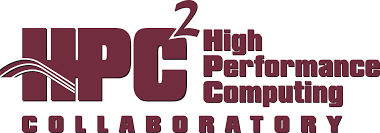 HPC² High
Performance
Computing
COLLABORATORY